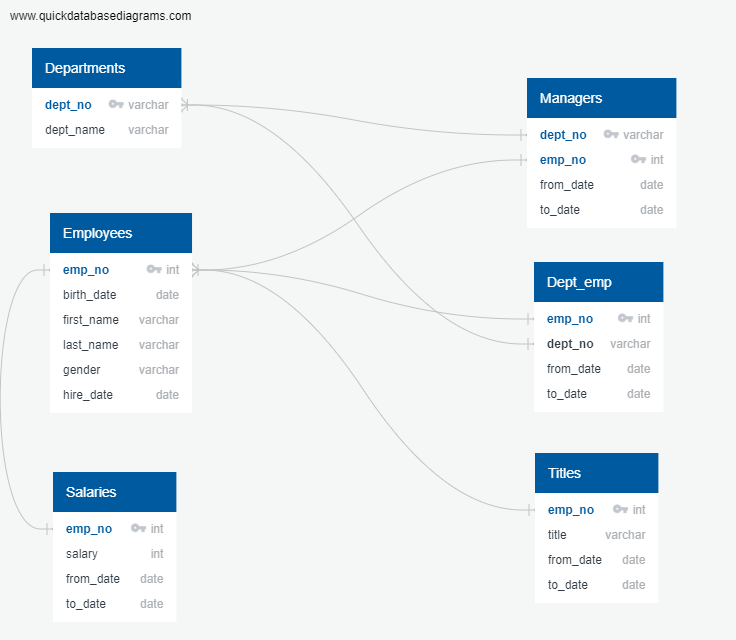 www.quickdatabasediagrams.com
Departments
dept_no varchar
dept_name varchar
Managers
dept_no varchar
emp_no int
from_date date
to_date date
Employees
emp_no int
birth_date date
first_name varchar
last_name varchar
gender varchar
hire_date date
Dept_emp
emp_no int
dept_no varchar
from_date date
to_date date
Salaries
emp_no int
salary int
from_date date
to_date date
Titles
emp_no int
title varchar
from_date date
to_date date